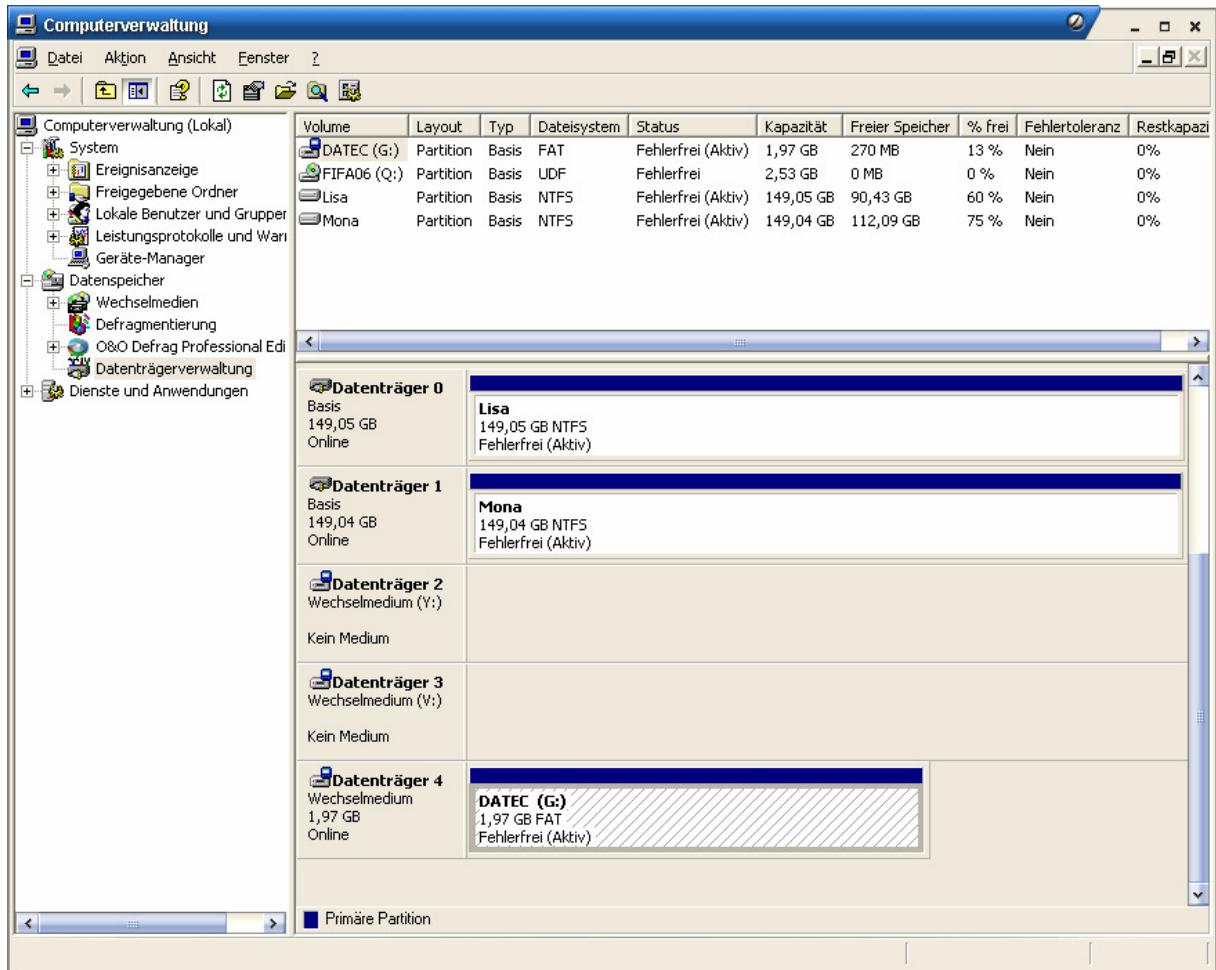 Computerverwaltung
Datei Aktion Ansicht Fenster ?
Computerverwaltung (Lokal)
System
Ereignisanzeige
Freigegebene Ordner
Lokale Benutzer und Gruppen
Leistungsprotokolle und Warn
Geräte-Manager
Datenspeicher
Wechselmedien
Defragmentierung
O&O Defrag Professional Edi
Datenträgerverwaltung
Dienste und Anwendungen
Volume Layout Typ Dateisystem Status Kapazität Freier Speicher % frei Fehlertoleranz Restkapazi
DATEC (G:) Partition Basis FAT Fehlerfrei (Aktiv) 1,97 GB 270 MB 13 % Nein 0%
FIFA06 (Q:) Partition Basis UDF Fehlerfrei 2,53 GB 0 MB 0 % Nein 0%
Lisa Partition Basis NTFS Fehlerfrei (Aktiv) 149,05 GB 90,43 GB 60 % Nein 0%
Mona Partition Basis NTFS Fehlerfrei (Aktiv) 149,04 GB 112,09 GB 75 % Nein 0%
Datenträger 0
Basis
149,05 GB
Online
Lisa
149,05 GB NTFS
Fehlerfrei (Aktiv)
Datenträger 1
Basis
149,04 GB
Online
Mona
149,04 GB NTFS
Fehlerfrei (Aktiv)
Datenträger 2
Wechselmedium (Y:)
Kein Medium
Datenträger 3
Wechselmedium (V:)
Kein Medium
Datenträger 4
Wechselmedium
1,97 GB
Online
DATEC (G:)
1,97 GB FAT
Fehlerfrei (Aktiv)
Primäre Partition